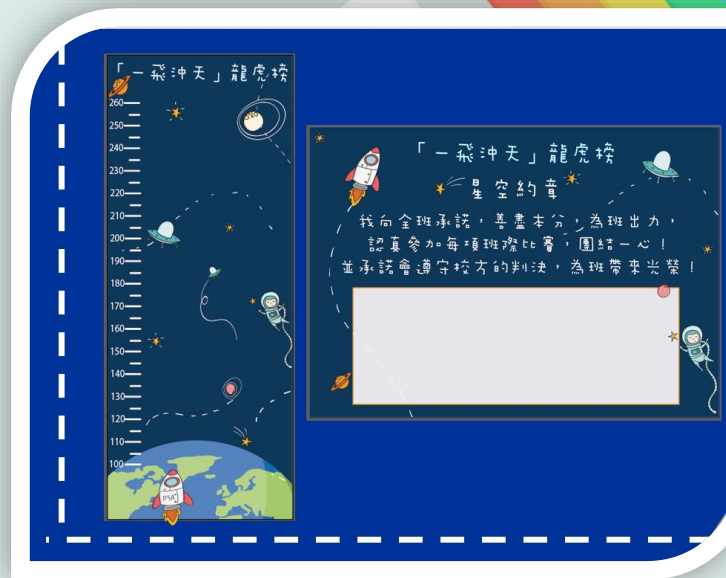 「一飛沖天」龍虎榜
260
250
240
230
220
210
200
190
180
170
160
150
140
130
120
110
100
P3A
「一飛沖天」龍虎榜
星空約章
我向全班承諾，善盡本分，為班出力，
認真參加每項班際比賽，團結一心！
並承諾會遵守校方的判決，為班帶來光榮！